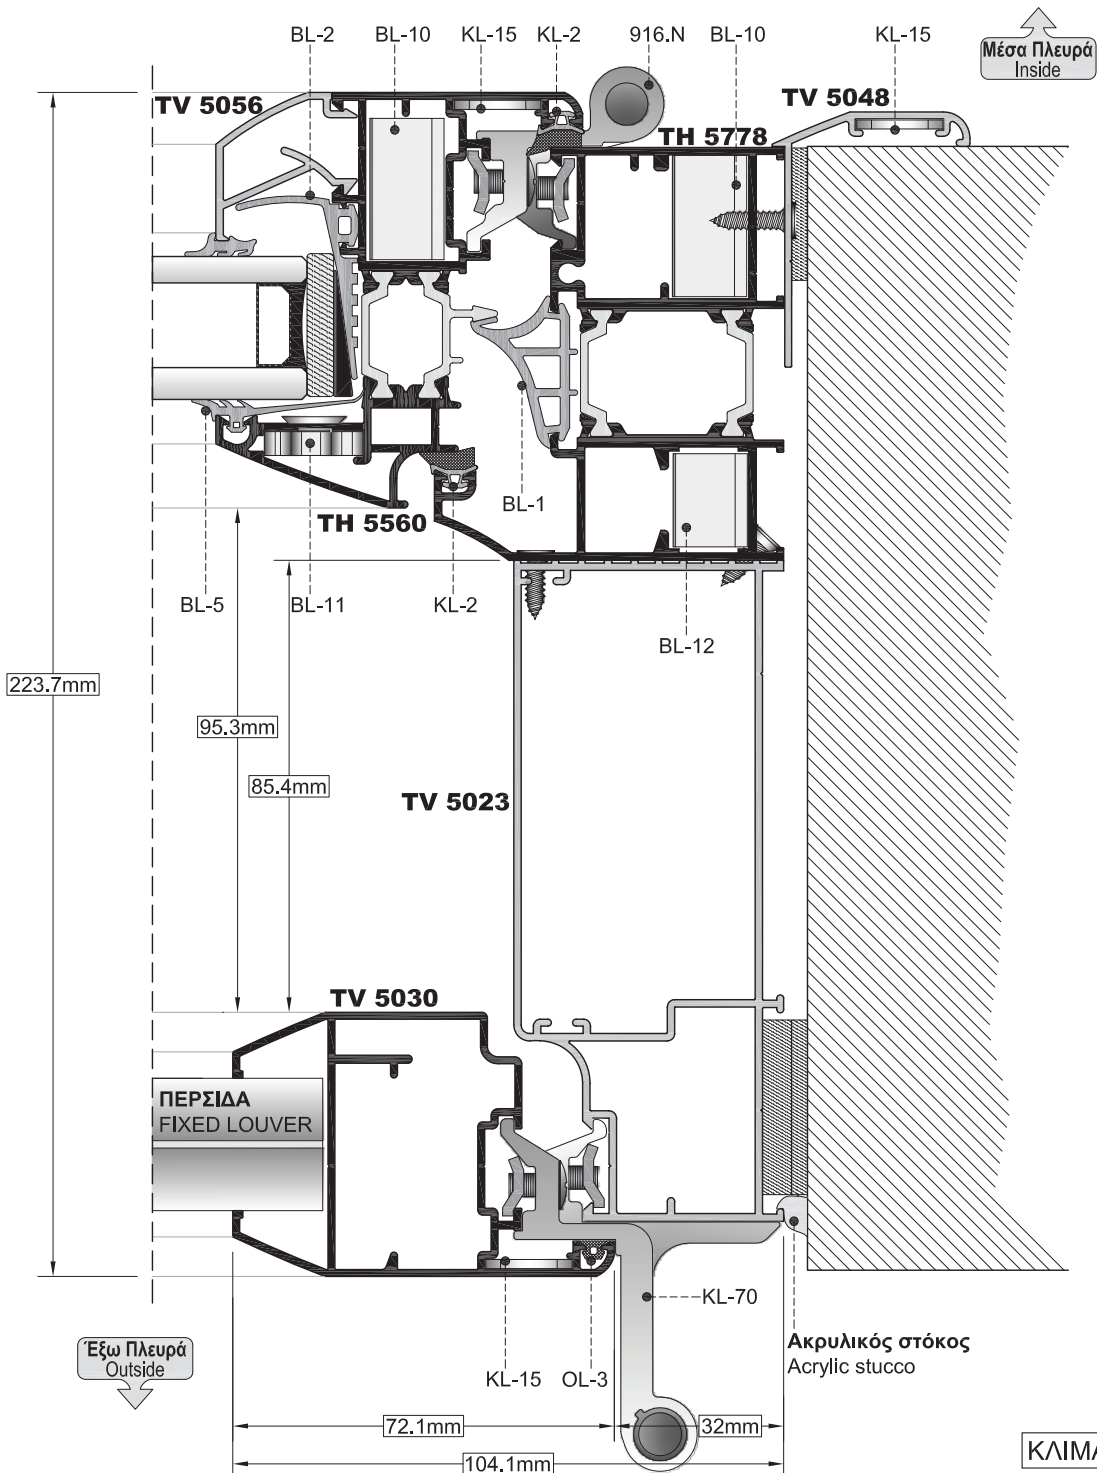 BL-2 BL-10 KL-15 KL-2 916.N BL-10 KL-15
Μέσα Πλευρά
Inside
TV 5056
TV 5048
TH 5778
BL-1
TH 5560
BL-5 BL-11 KL-2
BL-12
223.7mm
95.3mm
85.4mm
TV 5023
TV 5030
ΠΕΡΣΙΔΑ
FIXED LOUVER
KL-70
Έξω Πλευρά
Outside
KL-15 OL-3
Ακρυλικός στόκος
Acrylic stucco
72.1mm 32mm
104.1mm
ΚΛΙΜΑ